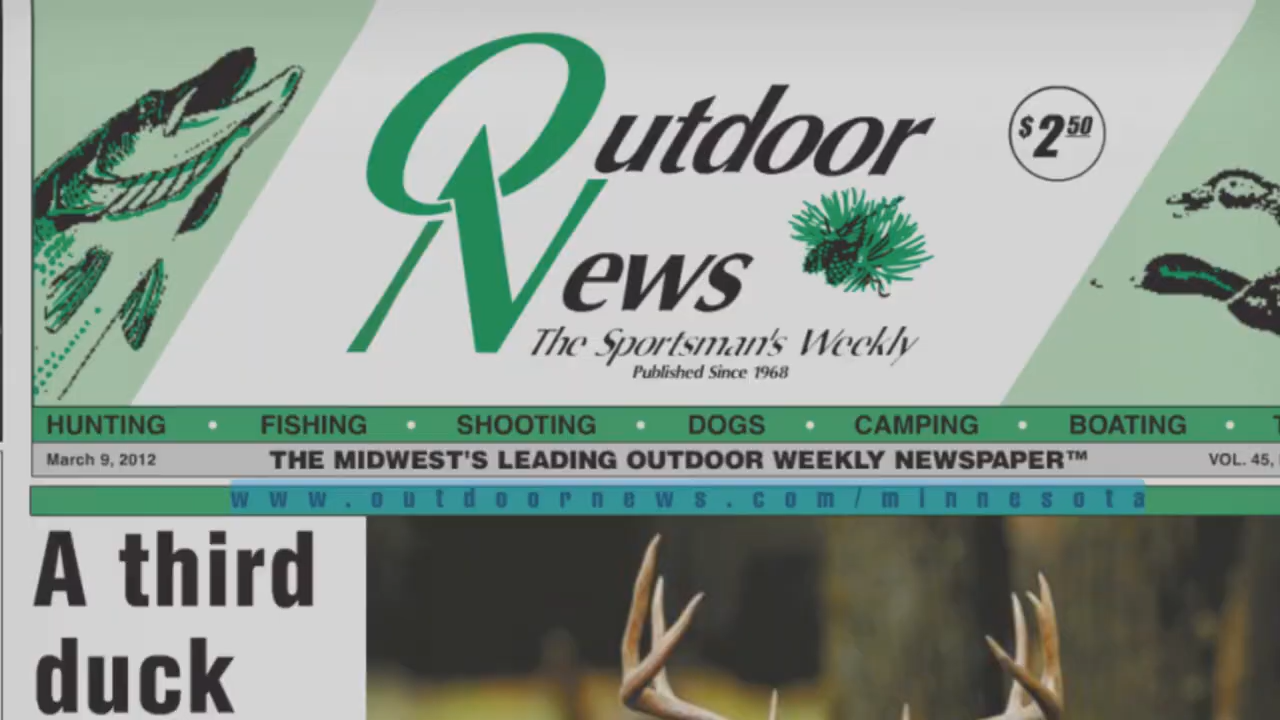 Outdoor
$2.50
News
The Sportsman's Weekly
Published Since 1968
HUNTING • FISHING • SHOOTING • DOGS • CAMPING • BOATING •
March 9, 2012 THE MIDWEST'S LEADING OUTDOOR WEEKLY NEWSPAPER™ VOL. 45,
www.outdoornews.com/minnesota
A third
duck